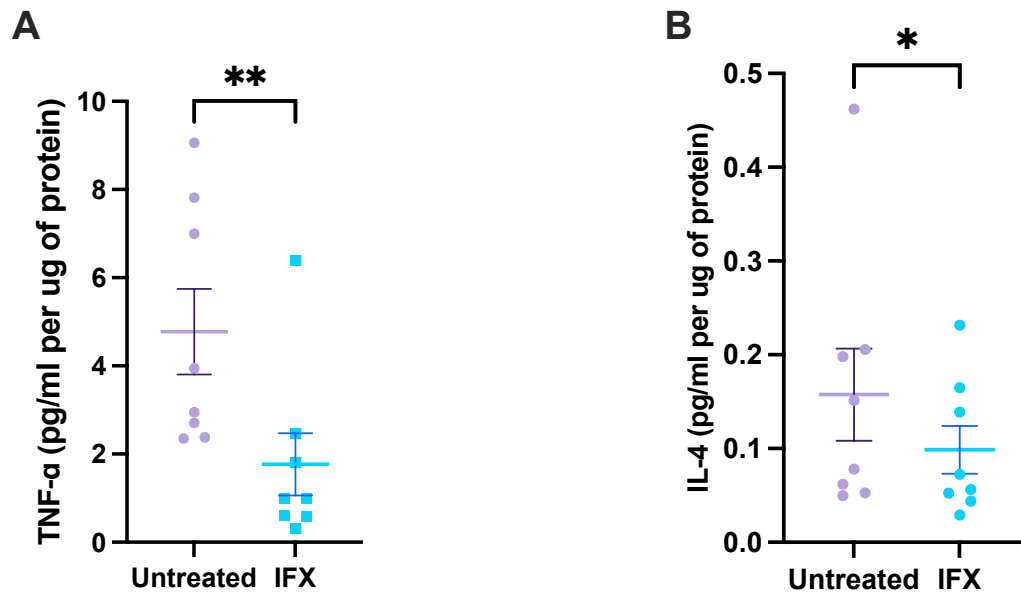 A
**
TNF-α (pg/ml per ug of protein)
10
8
6
4
2
0
Untreated IFX
B
*
IL-4 (pg/ml per ug of protein)
0.5
0.4
0.3
0.2
0.1
0.0
Untreated IFX